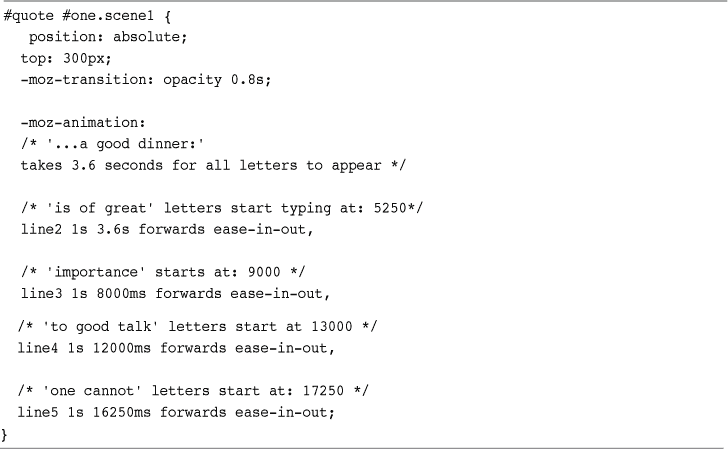 #quote #one.scene1 {
position: absolute;
top: 300px;
-moz-transition: opacity 0.8s;
-moz-animation:
/* '...a good dinner:'
takes 3.6 seconds for all letters to appear */
/* 'is of great' letters start typing at: 5250*/
line2 1s 3.6s forwards ease-in-out,
/* 'importance' starts at: 9000 */
line3 1s 8000ms forwards ease-in-out,
/* 'to good talk' letters start at 13000 */
line4 1s 12000ms forwards ease-in-out,
/* 'one cannot' letters start at: 17250 */
line5 1s 16250ms forwards ease-in-out;
}